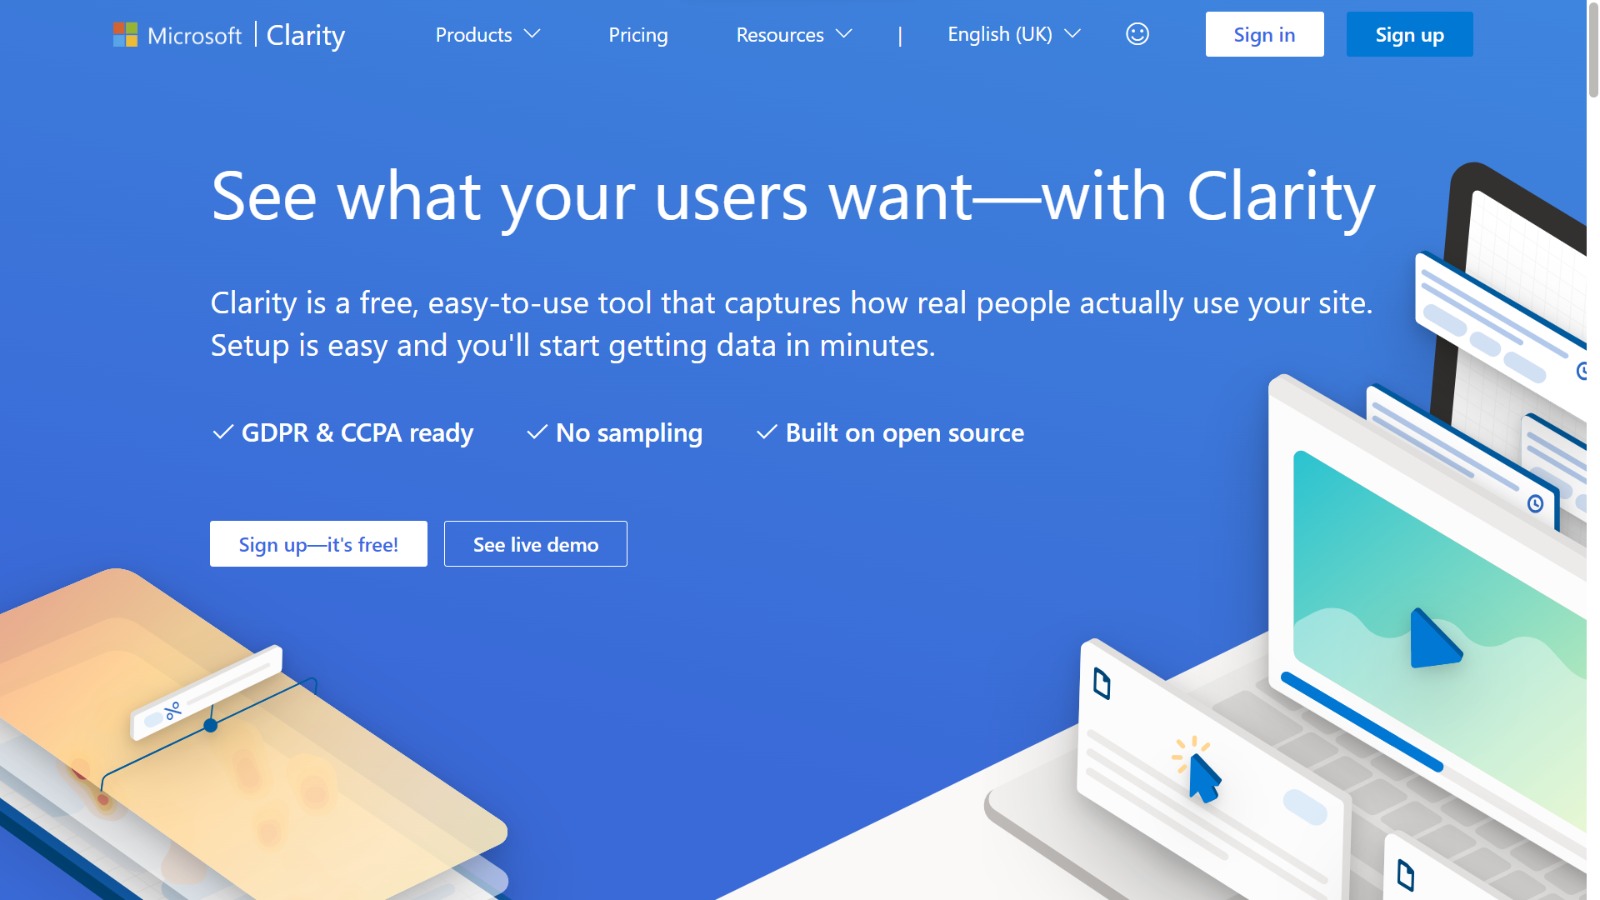 Microsoft | Clarity
Products
Pricing
Resources
|
English (UK)
Sign in
Sign up
See what your users want—with Clarity
Clarity is a free, easy-to-use tool that captures how real people actually use your site.
Setup is easy and you'll start getting data in minutes.
GDPR & CCPA ready
No sampling
Built on open source
Sign up—it's free!
See live demo
%